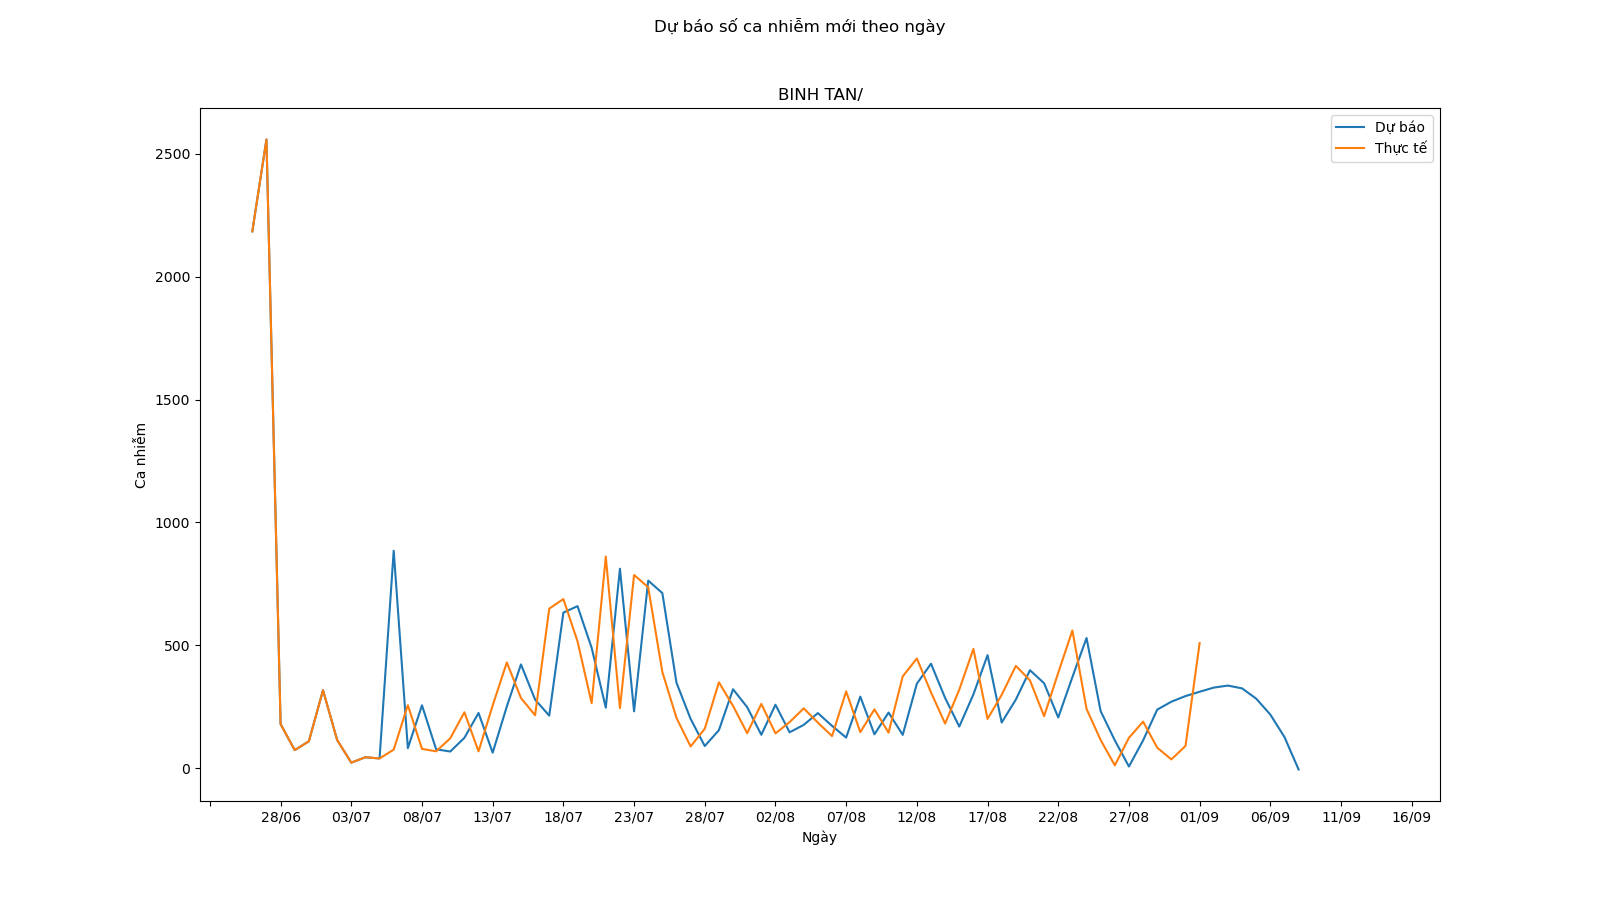 Dự báo số ca nhiễm mới theo ngày
BINH TAN/
Dự báo
Thực tế
2500
2000
1500
1000
500
0
Ca nhiễm
28/06 03/07 08/07 13/07 18/07 23/07 28/07 02/08 07/08 12/08 17/08 22/08 27/08 01/09 06/09 11/09 16/09
Ngày